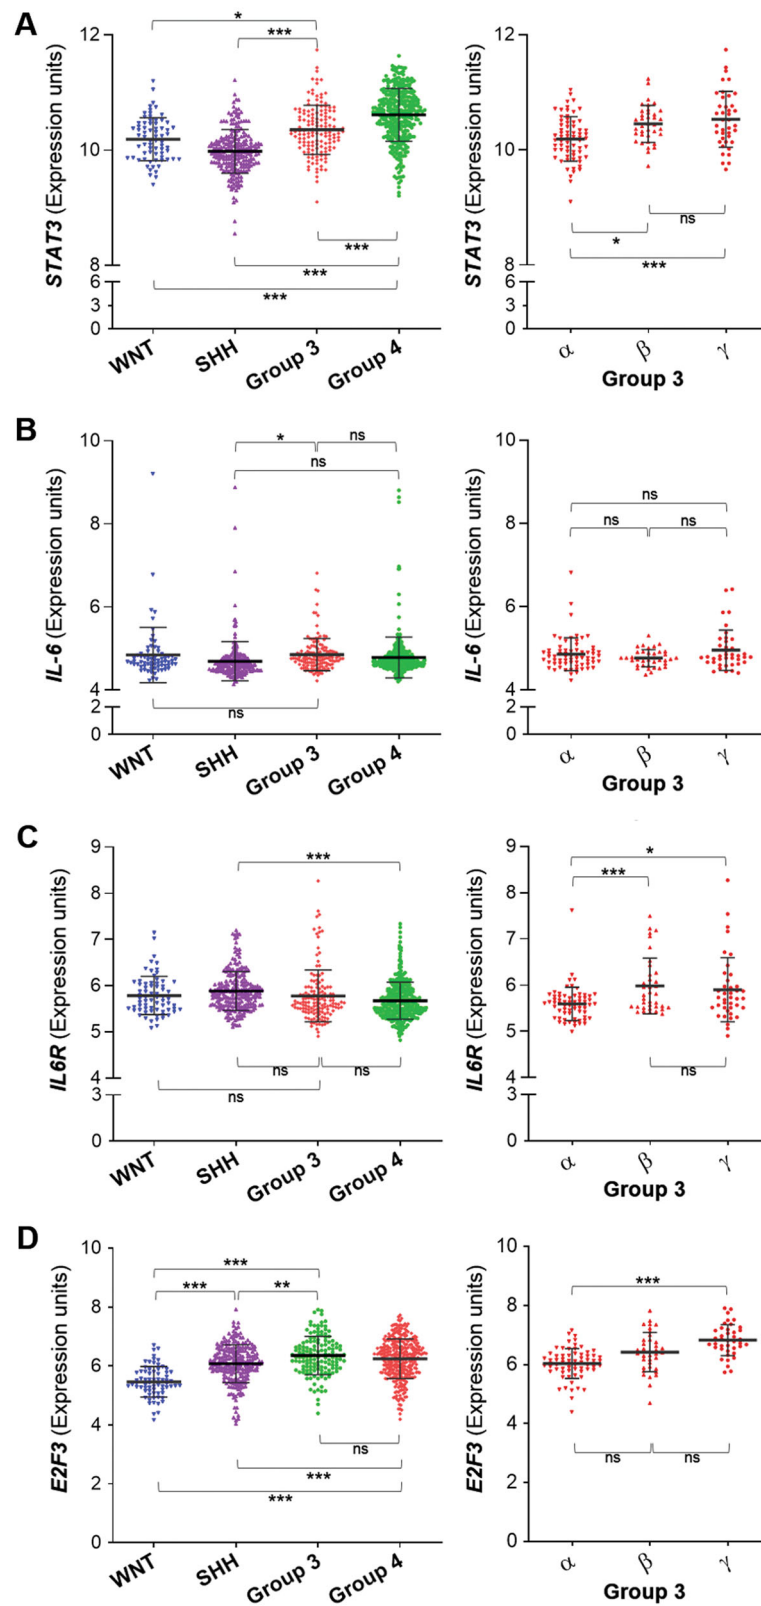 A
STAT3 (Expression units)
12
10
8
6
3
0
*
***
***
***
***
WNT
SHH
Group 3
Group 4
STAT3 (Expression units)
12
10
8
6
3
0
ns
*
***
α
β
γ
Group 3
B
IL-6 (Expression units)
10
8
6
4
2
0
*
ns
ns
ns
WNT
SHH
Group 3
Group 4
IL-6 (Expression units)
10
8
6
4
2
0
ns
ns
ns
α
β
γ
Group 3
C
IL6R (Expression units)
9
8
7
6
5
4
3
0
***
ns
ns
ns
WNT
SHH
Group 3
Group 4
IL6R (Expression units)
9
8
7
6
5
4
3
0
*
***
ns
α
β
γ
Group 3
D
E2F3 (Expression units)
10
8
6
4
2
0
***
***
**
ns
***
***
WNT
SHH
Group 3
Group 4
E2F3 (Expression units)
10
8
6
4
2
0
***
ns
ns
α
β
γ
Group 3